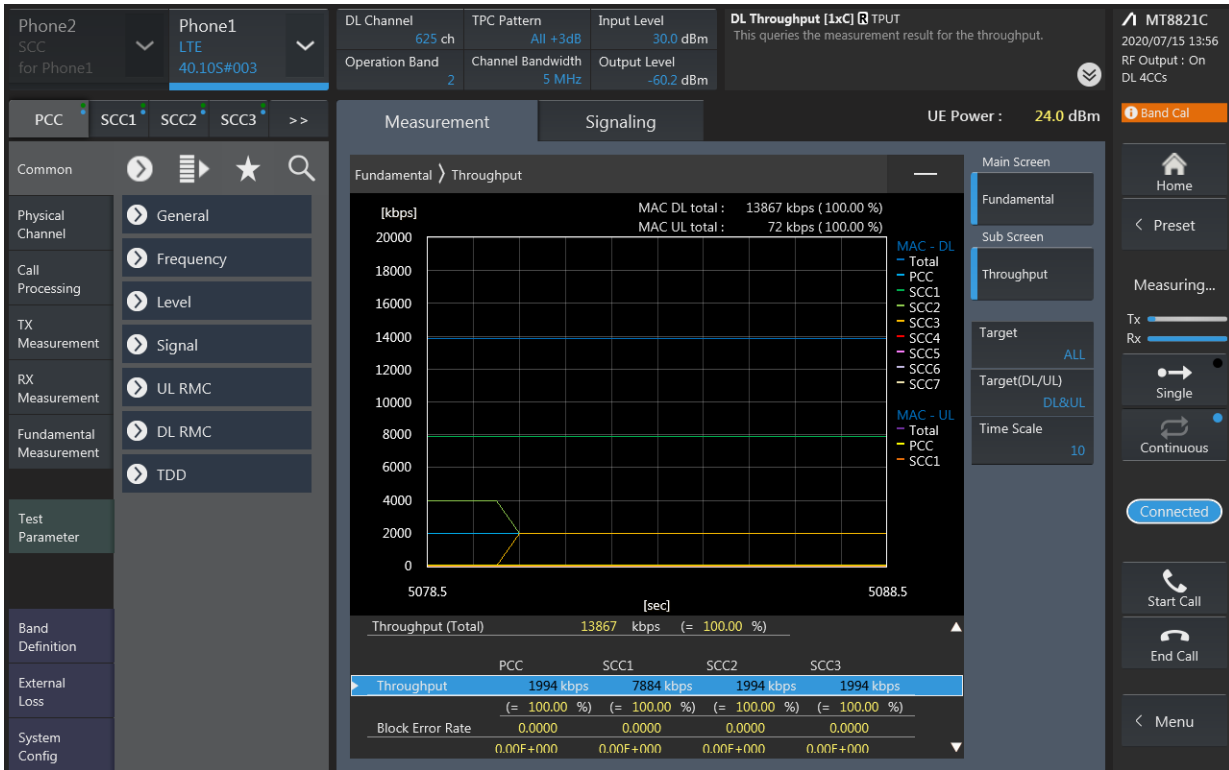 Phone2
SCC
for Phone1
Phone1
LTE
40.10S#003
DL Channel
625 ch
Operation Band
2
TPC Pattern
All +3dB
Channel Bandwidth
5 MHz
Input Level
30.0 dBm
Output Level
-60.2 dBm
DL Throughput [1xC] R TPUT
This queries the measurement result for the throughput.
MT8821C
2020/07/15 13:56
RF Output : On
DL 4CCs
PCC SCC1 SCC2 SCC3 >>
Measurement
Signaling
UE Power : 24.0 dBm
Band Cal
Common
Physical
Channel
Call
Processing
TX
Measurement
RX
Measurement
Fundamental
Measurement
Test
Parameter
Band
Definition
External
Loss
System
Config
General
Frequency
Level
Signal
UL RMC
DL RMC
TDD
Fundamental 〉 Throughput
[kbps]
MAC DL total : 13867 kbps ( 100.00 %)
MAC UL total : 72 kbps ( 100.00 %)
20000
18000
16000
14000
12000
10000
8000
6000
4000
2000
0
5078.5
5088.5
[sec]
MAC - DL
Total
PCC
SCC1
SCC2
SCC3
SCC4
SCC5
SCC6
SCC7
MAC - UL
Total
PCC
SCC1
Throughput (Total) 13867 kbps (= 100.00 %)
PCC SCC1 SCC2 SCC3
Throughput 1994 kbps 7884 kbps 1994 kbps 1994 kbps
(= 100.00 %) (= 100.00 %) (= 100.00 %) (= 100.00 %)
Block Error Rate 0.0000 0.0000 0.0000 0.0000
0.00E+000 0.00E+000 0.00E+000 0.00E+000
Main Screen
Fundamental
Sub Screen
Throughput
Target
ALL
Target(DL/UL)
DL&UL
Time Scale
10
Home
< Preset
Measuring...
Tx
Rx
Single
Continuous
Connected
Start Call
End Call
< Menu